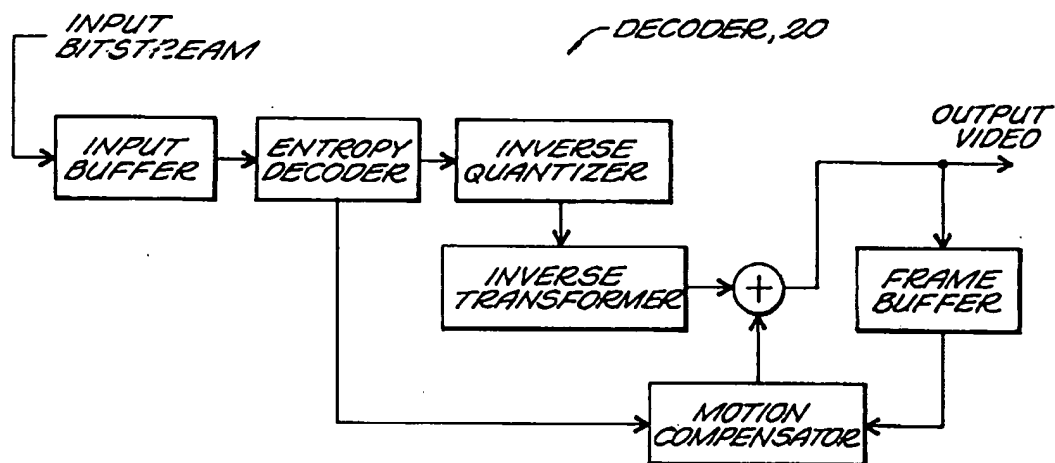 INPUT
BITSTREAM
DECODER, 20
OUTPUT
VIDEO
INPUT
BUFFER
ENTROPY
DECODER
INVERSE
QUANTIZER
INVERSE
TRANSFORMER
+
FRAME
BUFFER
MOTION
COMPENSATOR